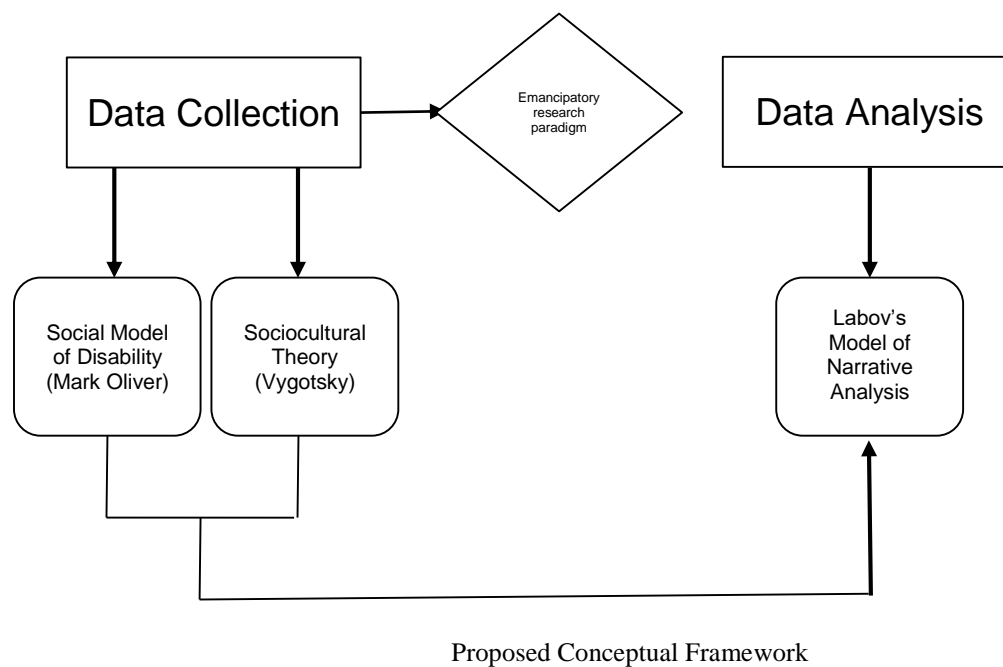 Data Collection
Emancipatory
research
paradigm
Data Analysis
Social Model
of Disability
(Mark Oliver)
Sociocultural
Theory
(Vygotsky)
Labov’s
Model of
Narrative
Analysis
Proposed Conceptual Framework